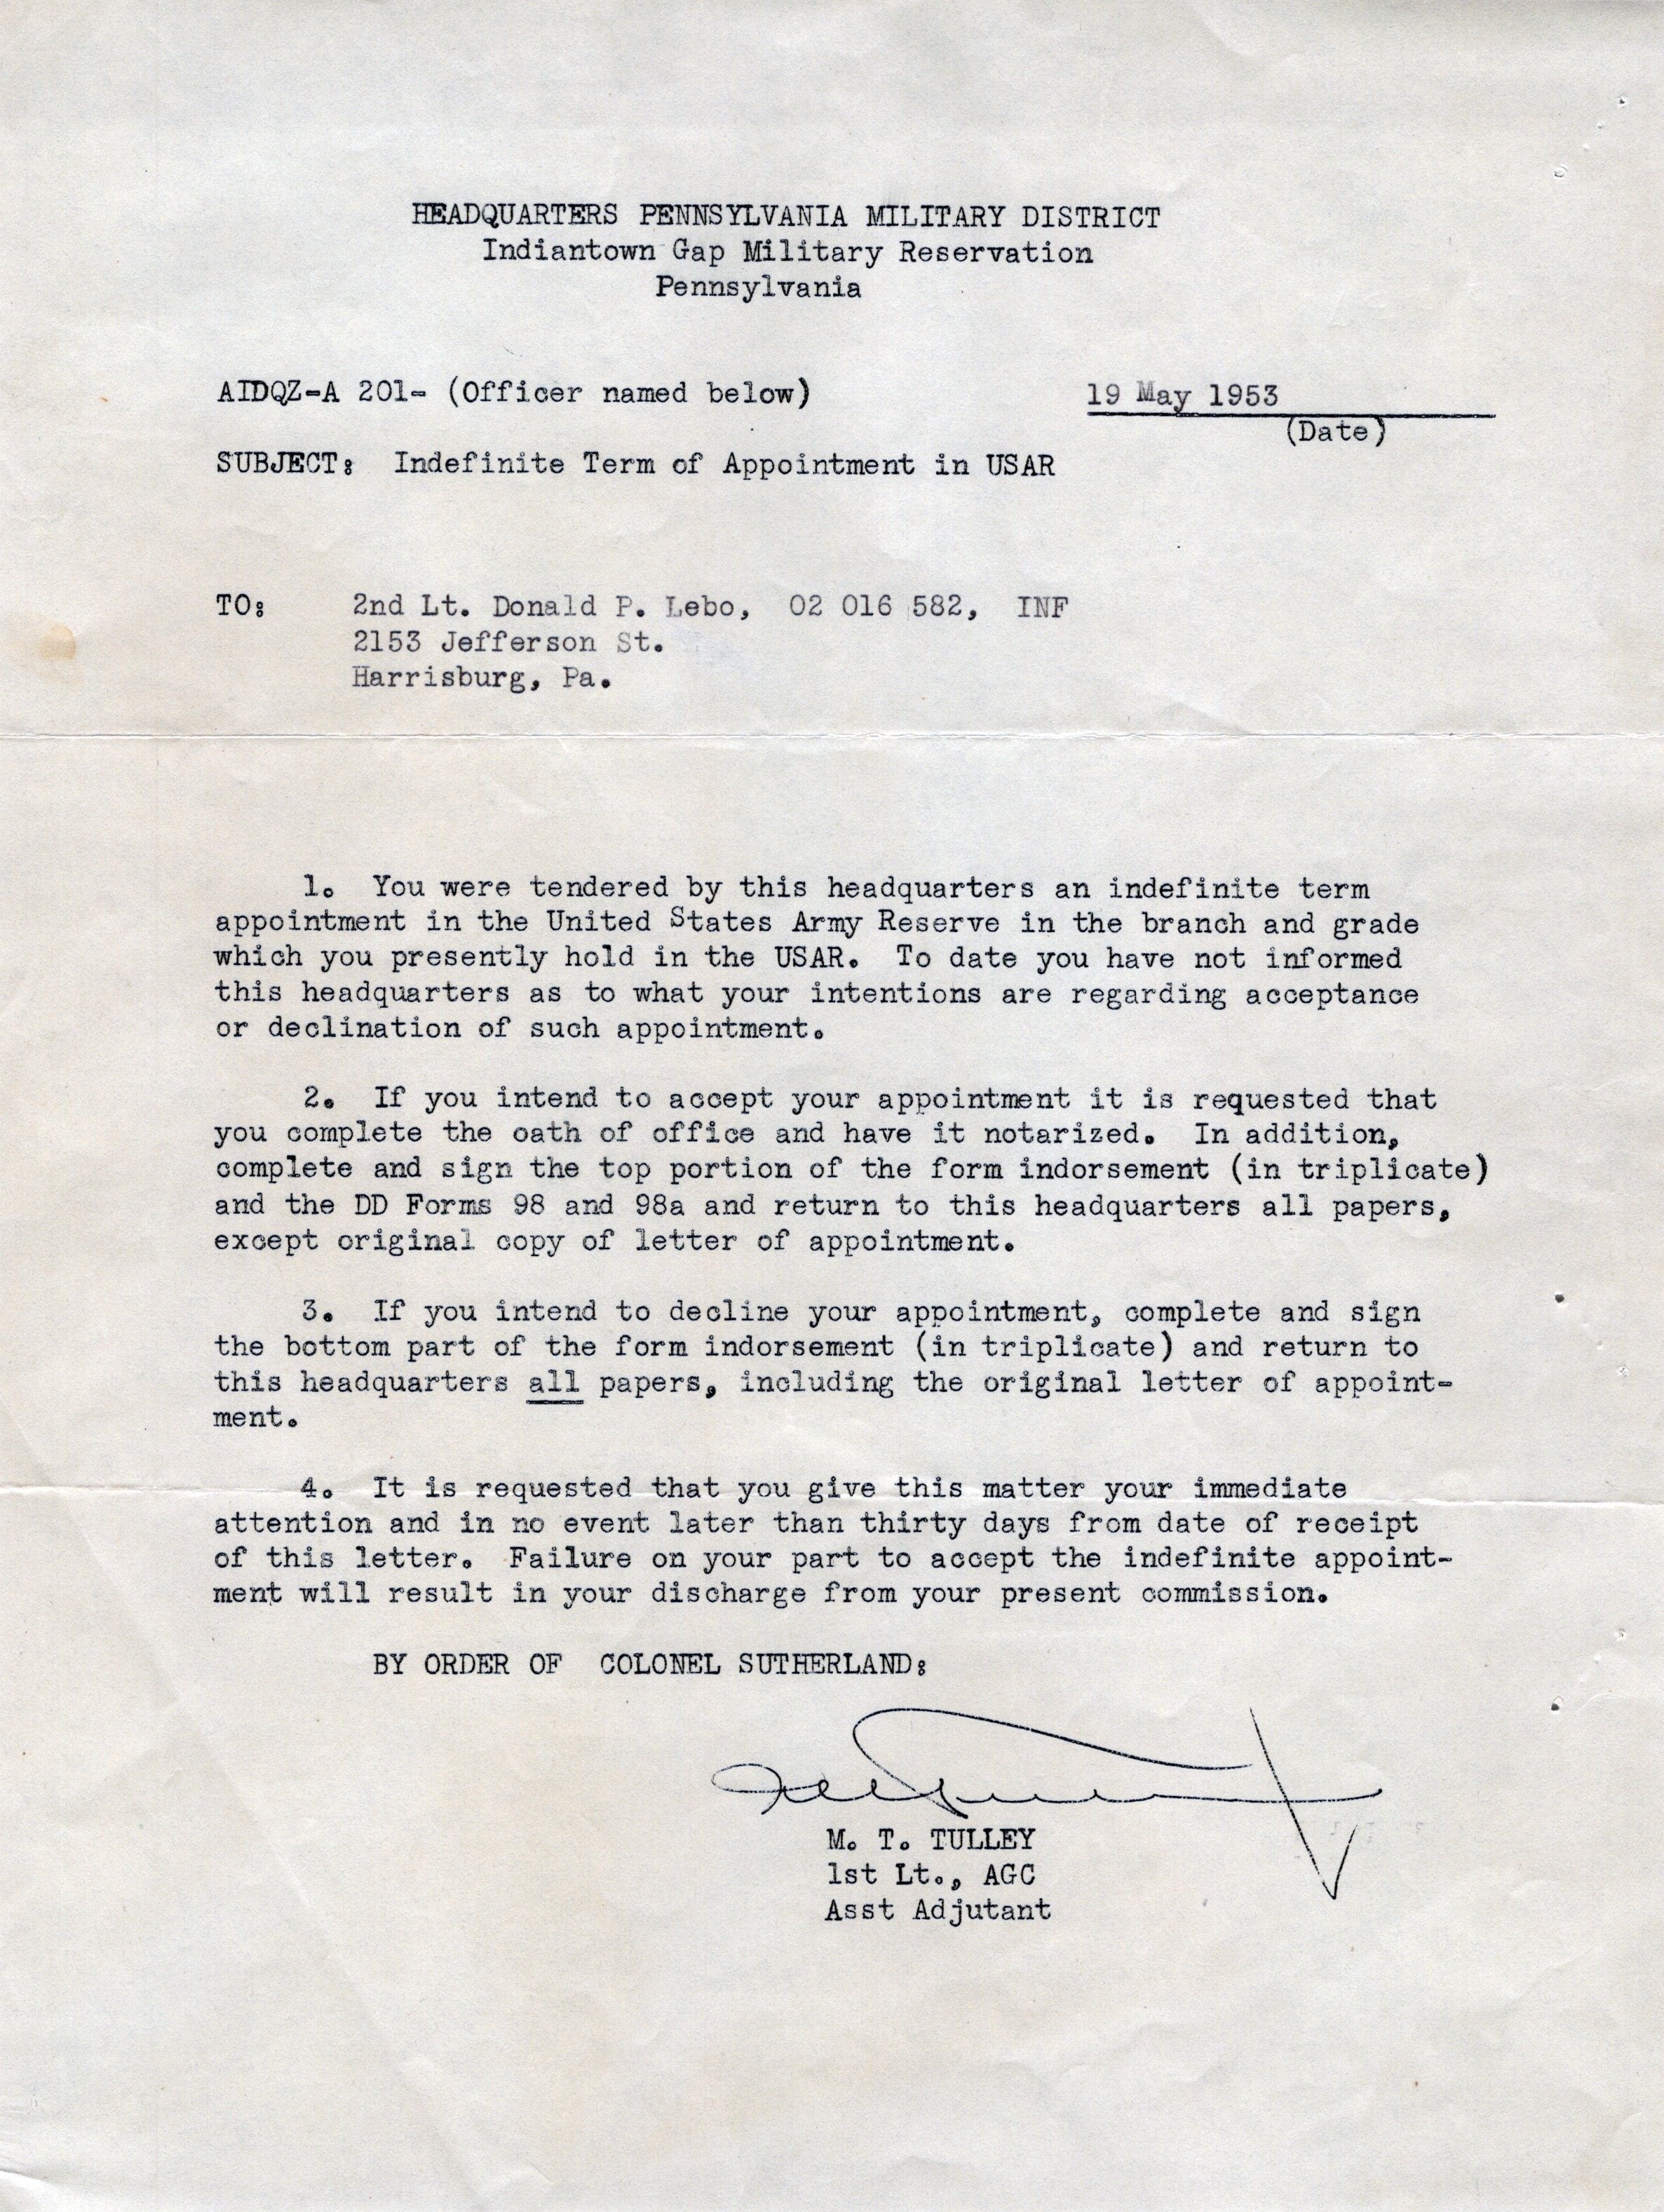 HEADQUARTERS PENNSYLVANIA MILITARY DISTRICT
Indiantown Gap Military Reservation
Pennsylvania
AIDQZ-A 201- (Officer named below) 19 May 1953
(Date)
SUBJECT: Indefinite Term of Appointment in USAR
TO: 2nd Lt. Donald P. Lebo, 02 016 582, INF
2153 Jefferson St.
Harrisburg, Pa.
1. You were tendered by this headquarters an indefinite term
appointment in the United States Army Reserve in the branch and grade
which you presently hold in the USAR. To date you have not informed
this headquarters as to what your intentions are regarding acceptance
or declination of such appointment.
2. If you intend to accept your appointment it is requested that
you complete the oath of office and have it notarized. In addition,
complete and sign the top portion of the form indorsement (in triplicate)
and the DD Forms 98 and 98a and return to this headquarters all papers,
except original copy of letter of appointment.
3. If you intend to decline your appointment, complete and sign
the bottom part of the form indorsement (in triplicate) and return to
this headquarters all papers, including the original letter of appoint-
ment.
4. It is requested that you give this matter your immediate
attention and in no event later than thirty days from date of receipt
of this letter. Failure on your part to accept the indefinite appoint-
ment will result in your discharge from your present commission.
BY ORDER OF COLONEL SUTHERLAND:
M. T. TULLEY
1st Lt., AGC
Asst Adjutant